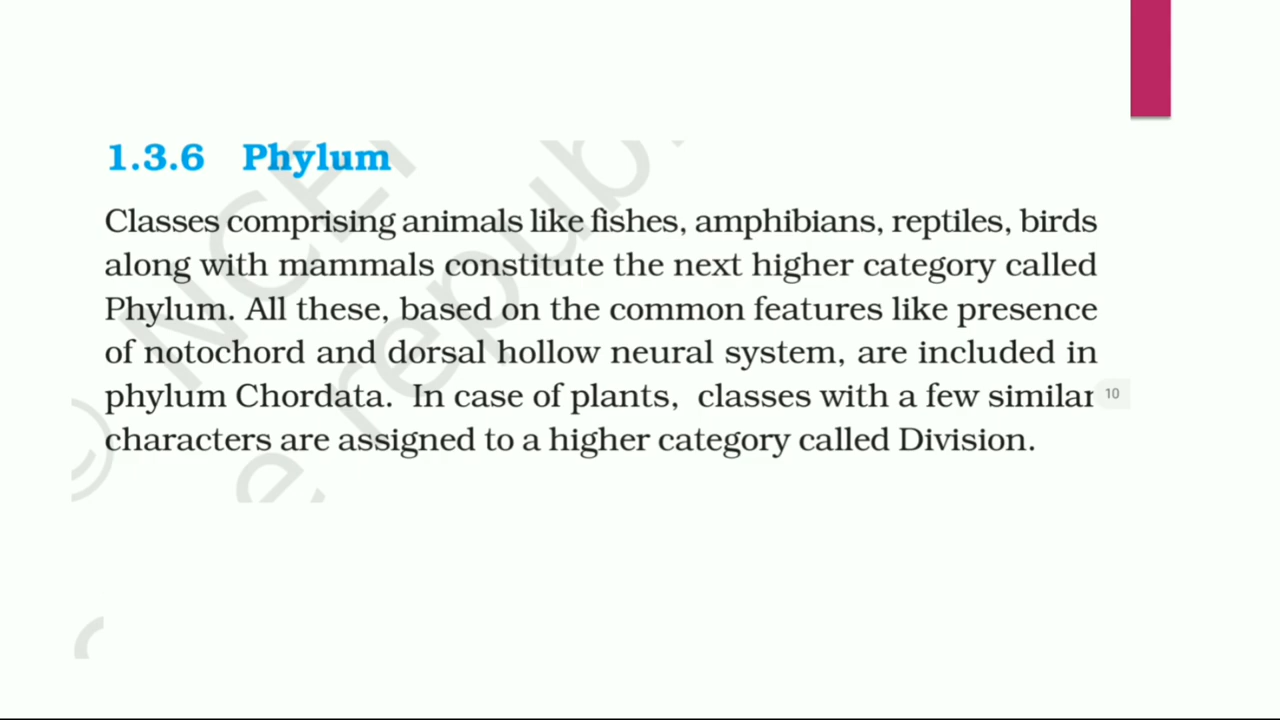 1.3.6 Phylum
Classes comprising animals like fishes, amphibians, reptiles, birds
along with mammals constitute the next higher category called
Phylum. All these, based on the common features like presence
of notochord and dorsal hollow neural system, are included in
phylum Chordata. In case of plants, classes with a few similar
characters are assigned to a higher category called Division.
10